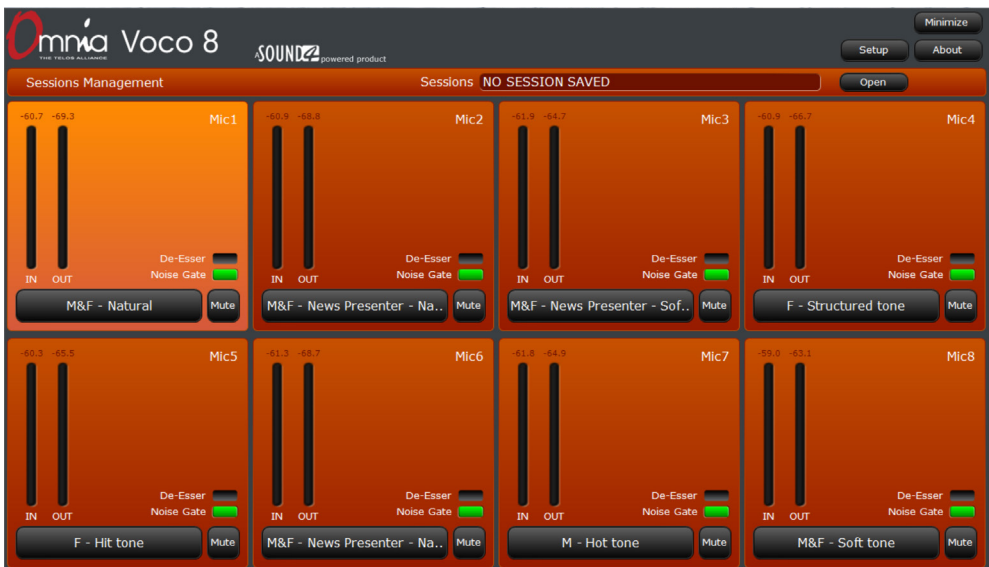 Omnia Voco 8
THE TELOS ALLIANCE
ASOUND4 powered product
Minimize
Setup About
Sessions Management Sessions NO SESSION SAVED Open
-60.7 -69.3 Mic1
De-Esser
Noise Gate
IN OUT
M&F - Natural Mute
-60.9 -68.8 Mic2
De-Esser
Noise Gate
IN OUT
M&F - News Presenter - Na.. Mute
-61.9 -64.7 Mic3
De-Esser
Noise Gate
IN OUT
M&F - News Presenter - Sof.. Mute
-60.9 -66.7 Mic4
De-Esser
Noise Gate
IN OUT
F - Structured tone Mute
-60.3 -65.5 Mic5
De-Esser
Noise Gate
IN OUT
F - Hit tone Mute
-61.3 -68.7 Mic6
De-Esser
Noise Gate
IN OUT
M&F - News Presenter - Na.. Mute
-61.8 -64.9 Mic7
De-Esser
Noise Gate
IN OUT
M - Hot tone Mute
-59.0 -63.1 Mic8
De-Esser
Noise Gate
IN OUT
M&F - Soft tone Mute